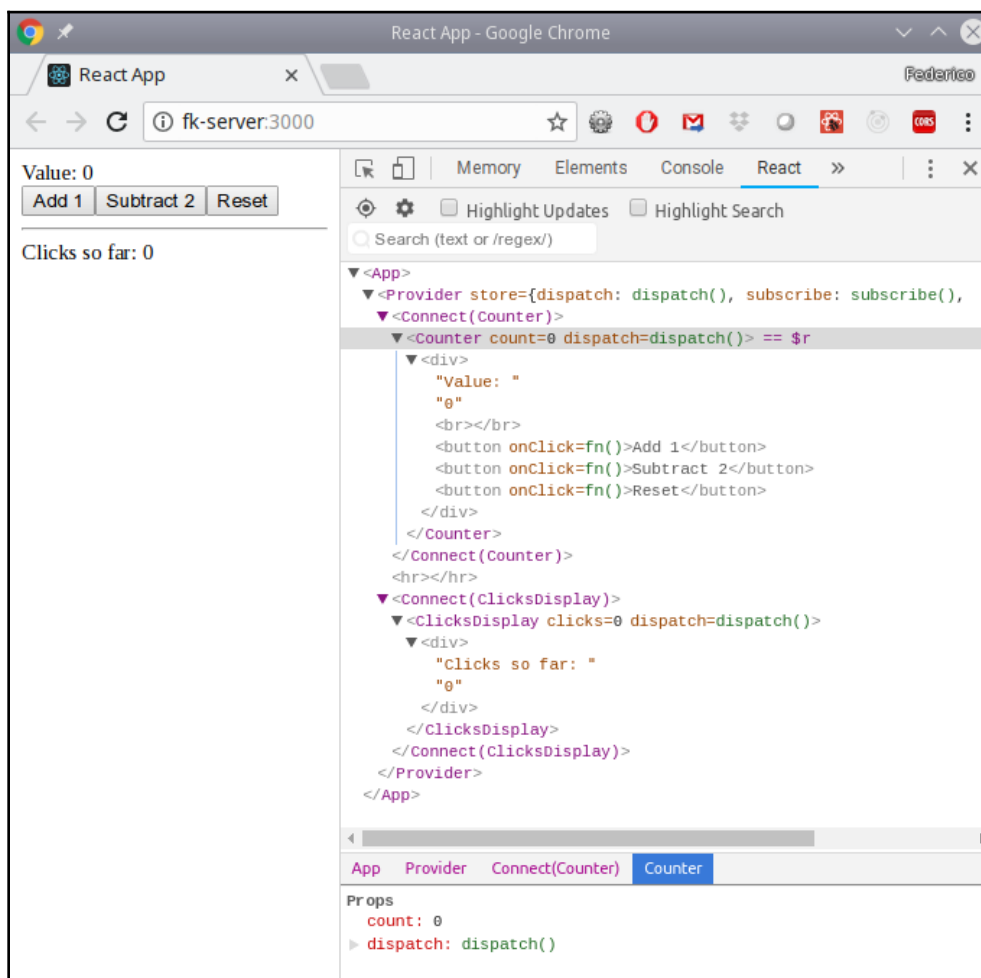 React App - Google Chrome
React App
Federico
fk-server:3000
CORS
Value: 0
Add 1 Subtract 2 Reset
Clicks so far: 0
Memory Elements Console React »
Highlight Updates Highlight Search
Search (text or /regex/)
<App>
<Provider store={dispatch: dispatch(), subscribe: subscribe(),
<Connect(Counter)>
<Counter count=0 dispatch=dispatch()> == $r
<div>
"Value: "
"0"
<br></br>
<button onClick=fn()>Add 1</button>
<button onClick=fn()>Subtract 2</button>
<button onClick=fn()>Reset</button>
</div>
</Counter>
</Connect(Counter)>
<hr></hr>
<Connect(ClicksDisplay)>
<ClicksDisplay clicks=0 dispatch=dispatch()>
<div>
"Clicks so far: "
"0"
</div>
</ClicksDisplay>
</Connect(ClicksDisplay)>
</Provider>
</App>
App Provider Connect(Counter) Counter
Props
count: 0
dispatch: dispatch()